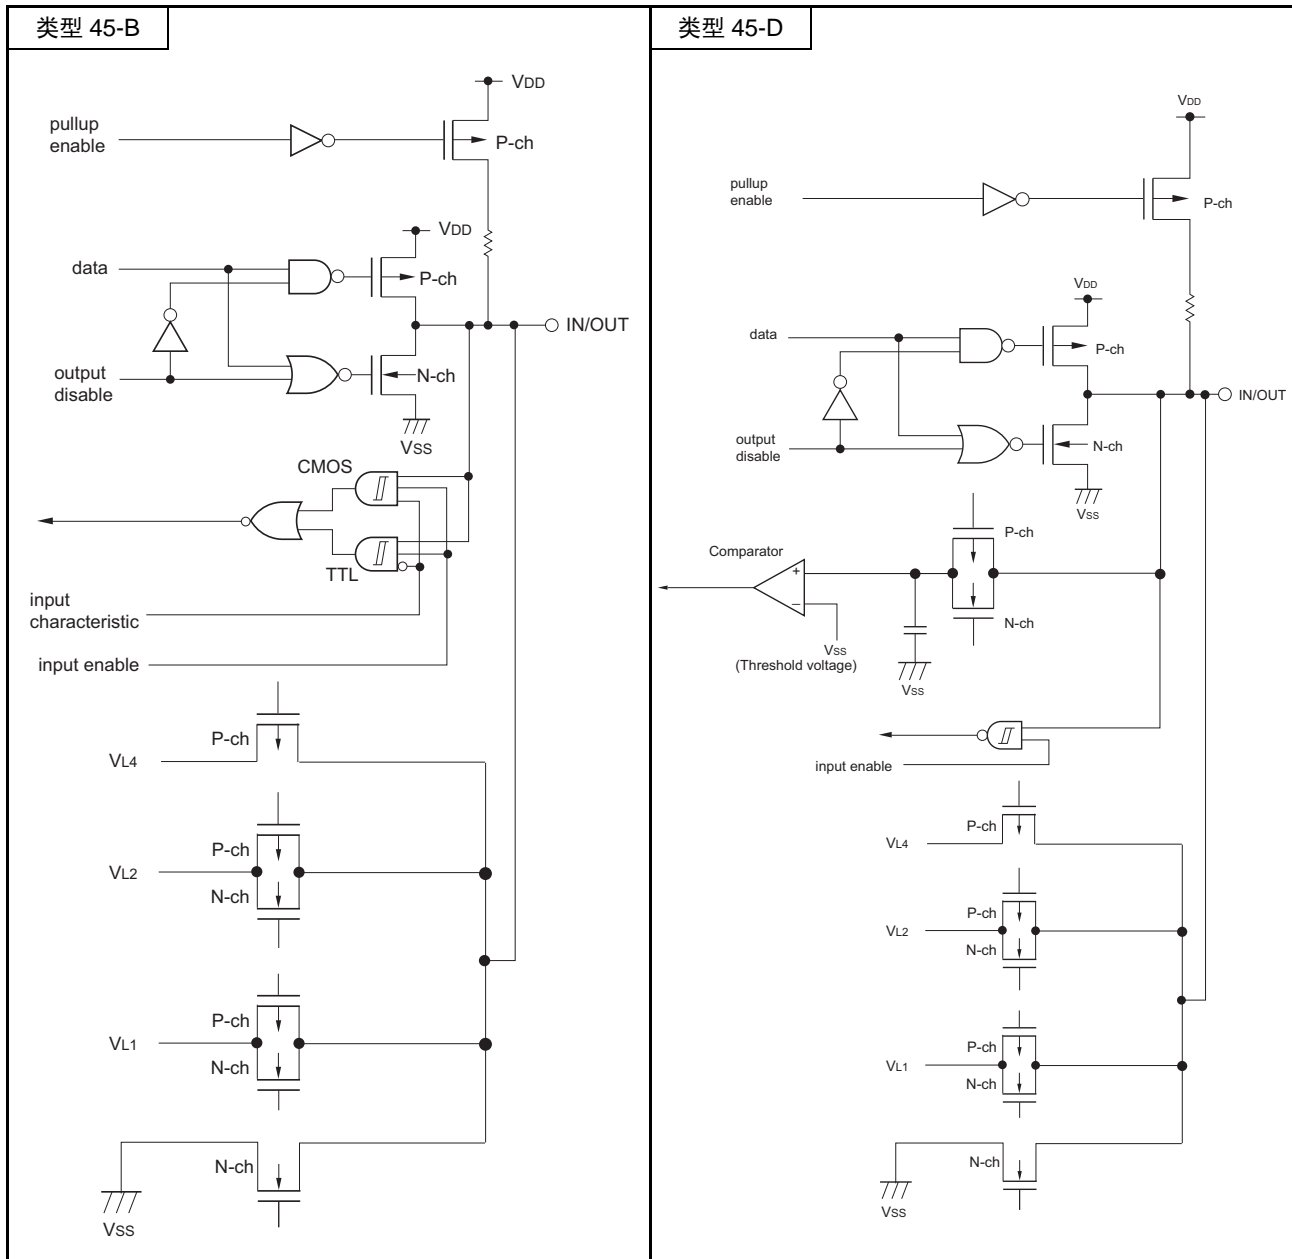 类型 45-B
VDD
pullup
enable
P-ch
VDD
data
P-ch
IN/OUT
output
disable
N-ch
VSS
CMOS
TTL
input
characteristic
input enable
P-ch
VL4
P-ch
VL2
N-ch
P-ch
VL1
N-ch
N-ch
VSS
类型 45-D
VDD
pullup
enable
P-ch
VDD
data
P-ch
IN/OUT
output
disable
N-ch
VSS
P-ch
Comparator
+
–
N-ch
VSS
(Threshold voltage)
VSS
input enable
P-ch
VL4
P-ch
VL2
N-ch
P-ch
VL1
N-ch
N-ch
VSS